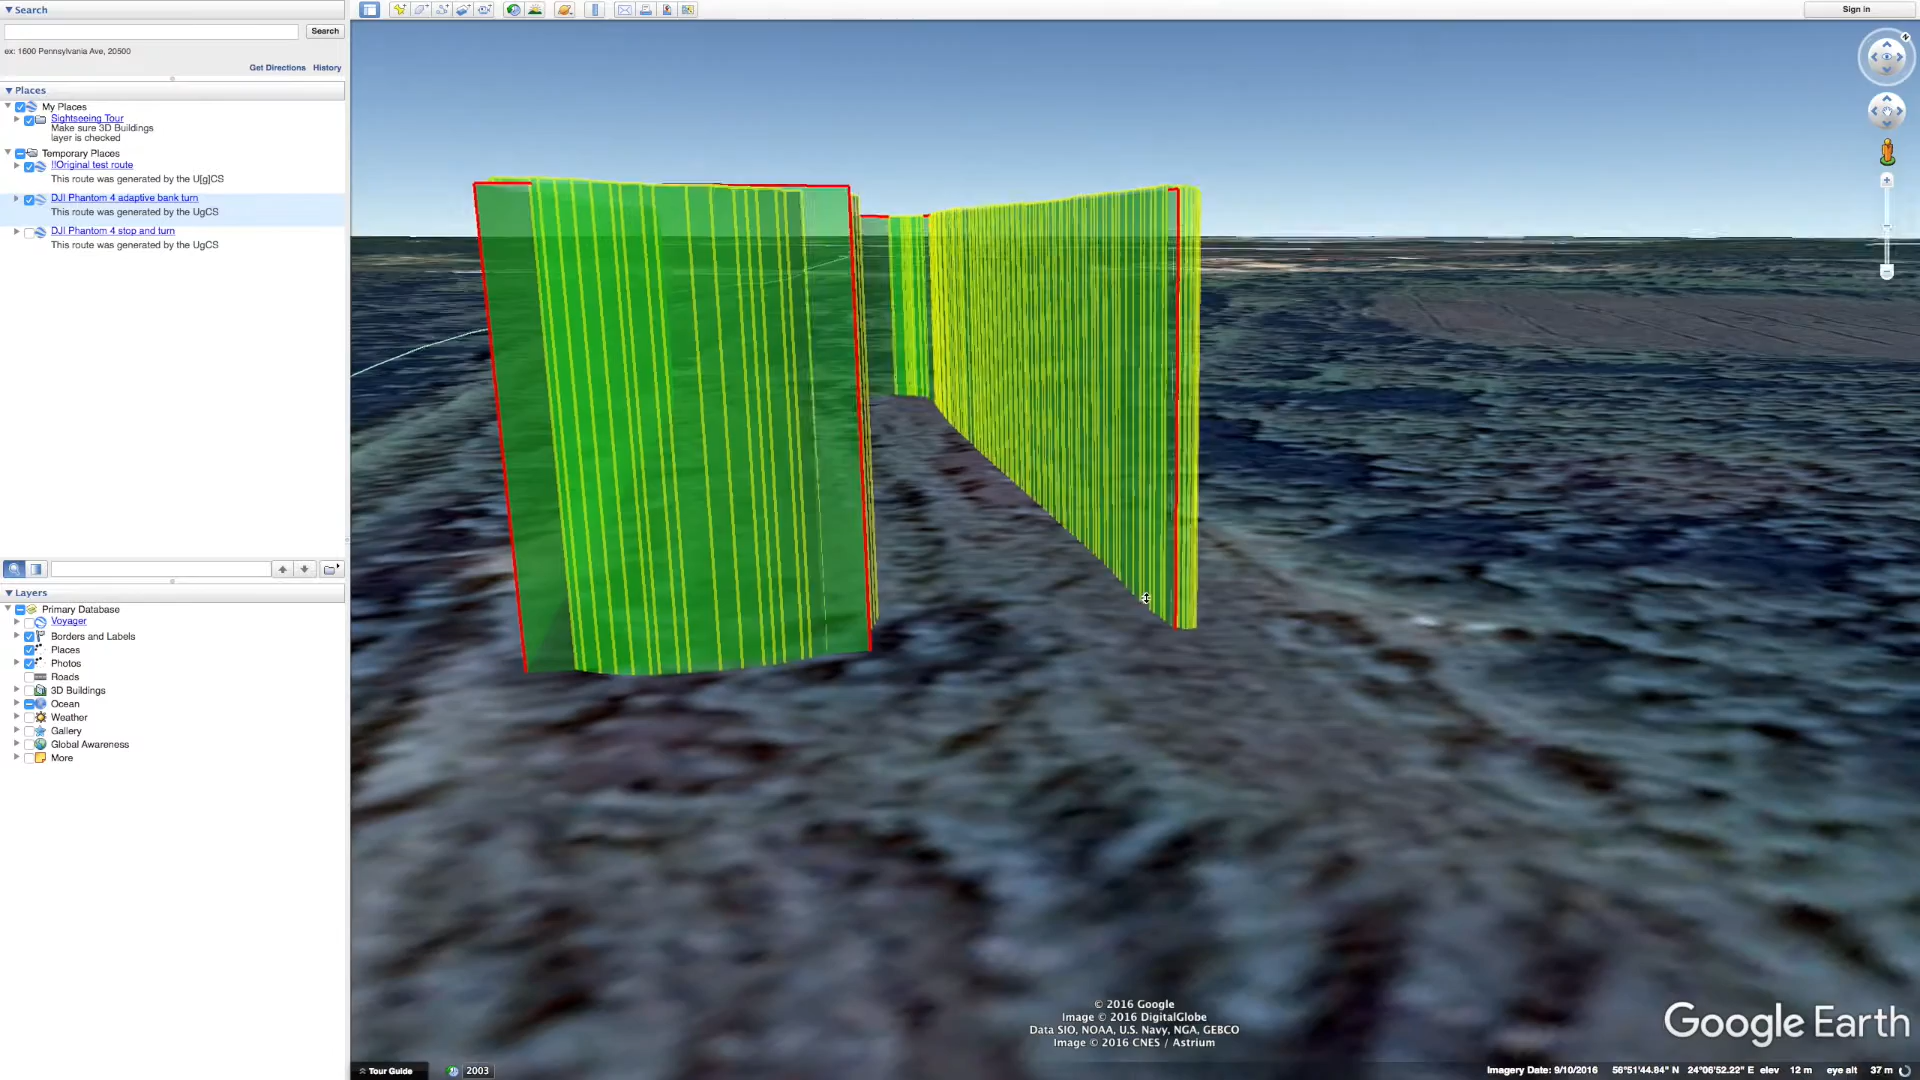 Search
Sign in
Search
ex: 1600 Pennsylvania Ave, 20500
Get Directions
History
Places
My Places
Sightseeing Tour
Make sure 3D Buildings
layer is checked
Temporary Places
!!Original test route
This route was generated by the U[g]CS
DJI Phantom 4 adaptive bank turn
This route was generated by the UgCS
DJI Phantom 4 stop and turn
This route was generated by the UgCS
Layers
Primary Database
Voyager
Borders and Labels
Places
Photos
Roads
3D Buildings
Ocean
Weather
Gallery
Global Awareness
More
N
© 2016 Google
Image © 2016 DigitalGlobe
Data SIO, NOAA, U.S. Navy, NGA, GEBCO
Image © 2016 CNES / Astrium
Google Earth
Tour Guide
2003
Imagery Date: 9/10/2016 56°51'44.84" N 24°06'52.22" E elev 12 m eye alt 37 m